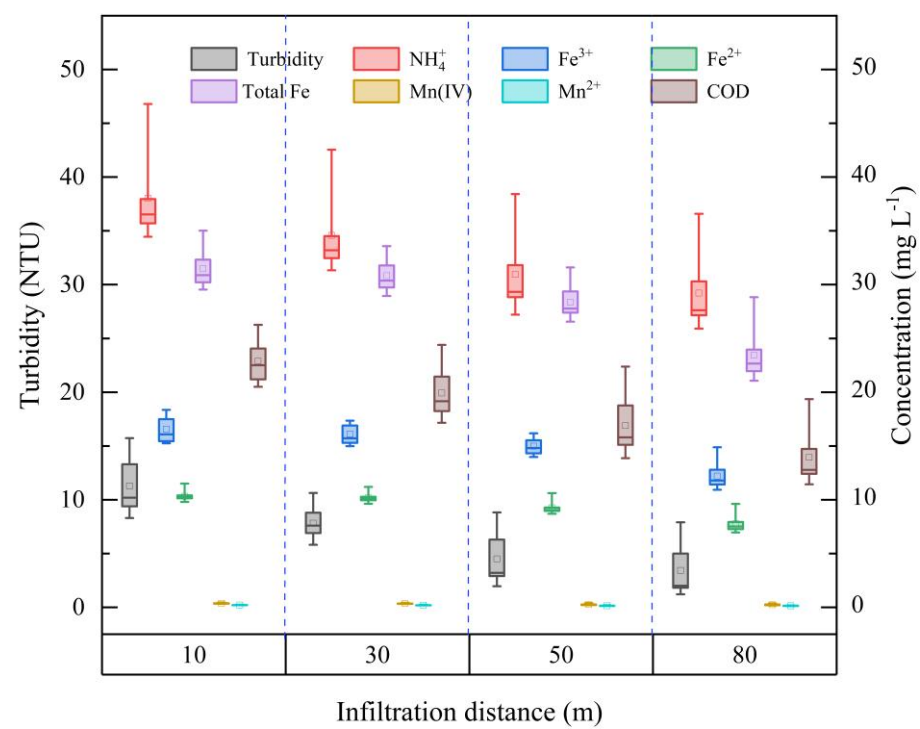 Turbidity NH₄⁺ Fe³⁺ Fe²⁺
Total Fe Mn(IV) Mn²⁺ COD
50 50
40 40
30 30
20 20
10 10
0 0
Turbidity (NTU)
Concentration (mg L⁻¹)
10 30 50 80
Infiltration distance (m)